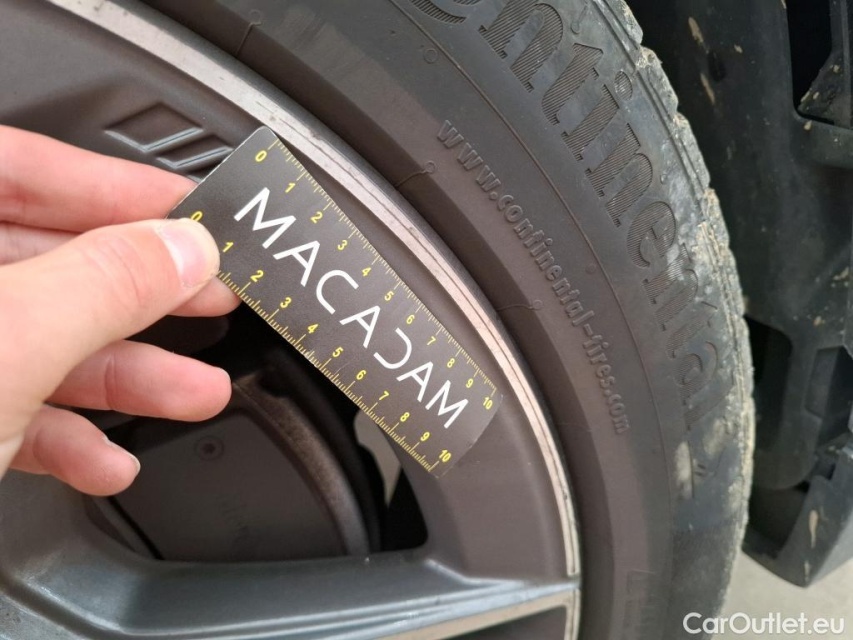 Continental
www.continental-tires.com
0 1 2 3 4 5 6 7 8 9 10
MACADAM
0 1 2 3 4 5 6 7 8 9 10
CarOutlet.eu